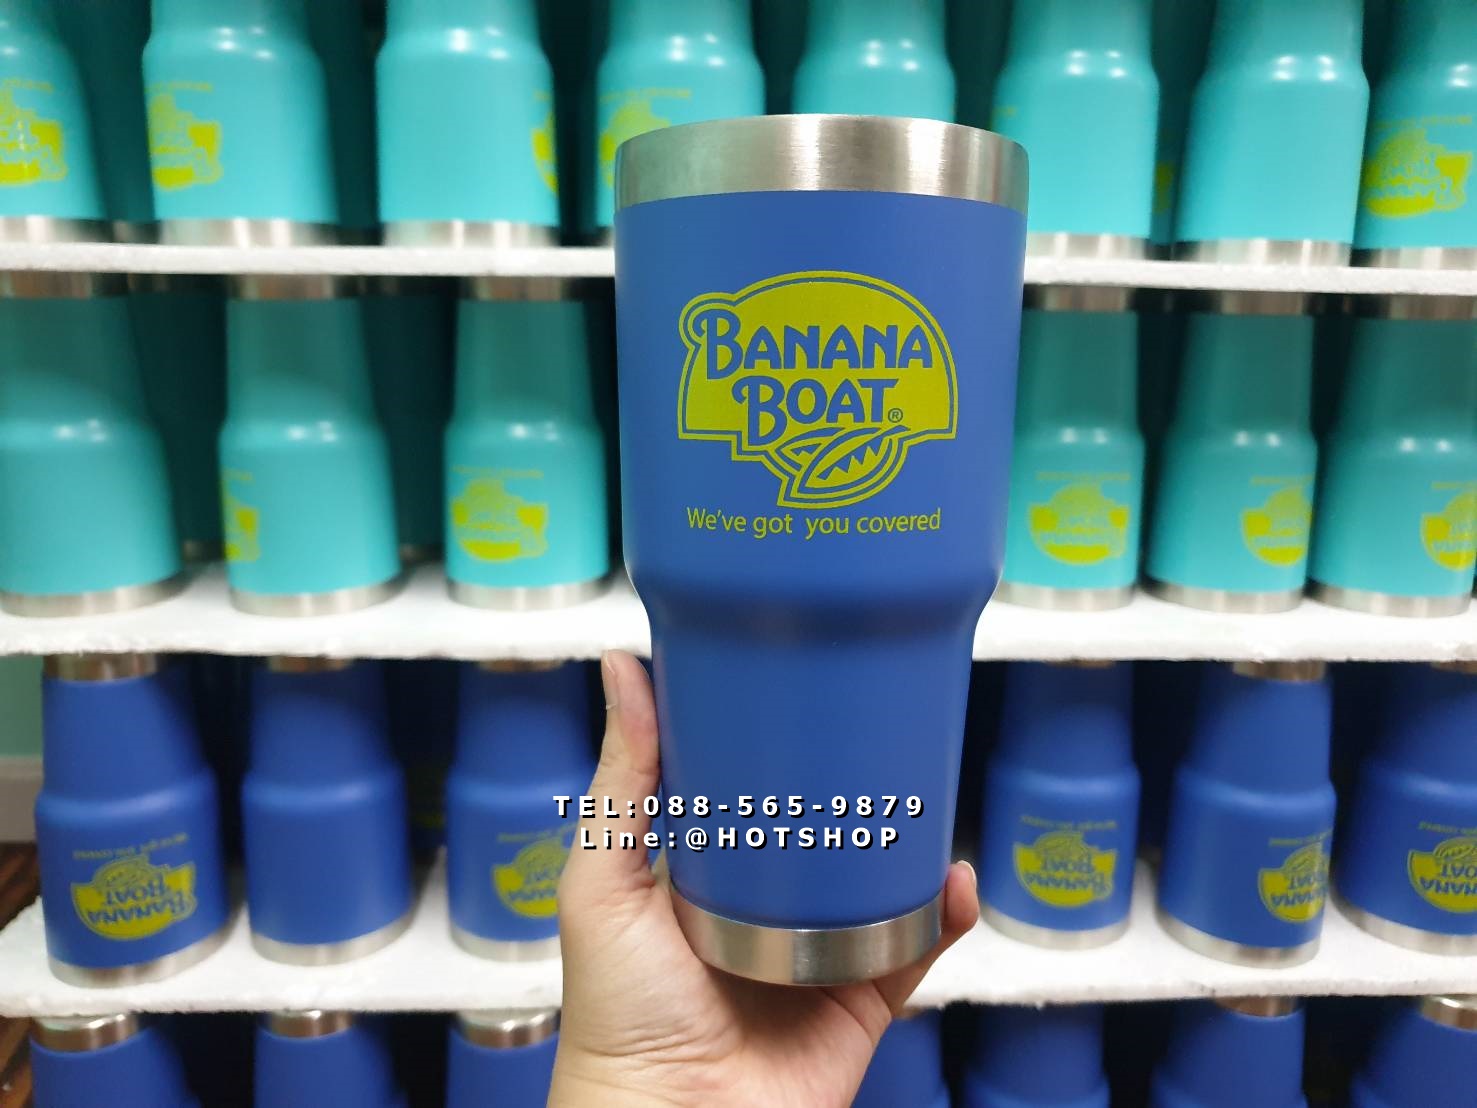 BANANA
BOAT®
We've got you covered
TEL:088-565-9879
Line:@HOTSHOP